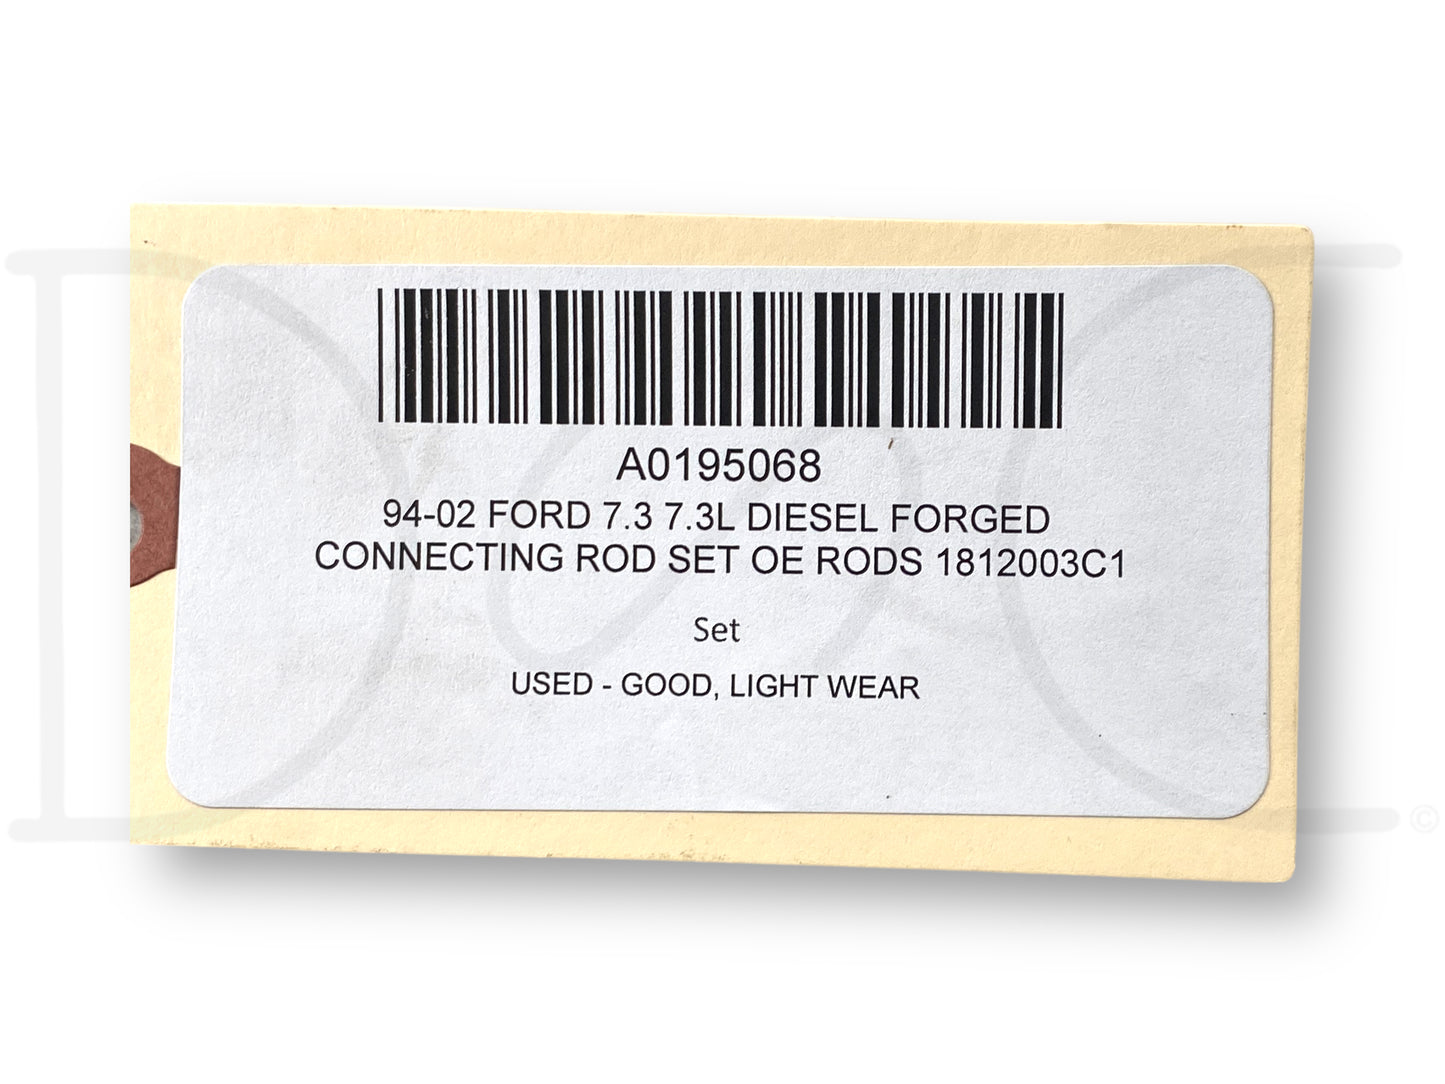 A0195068
94-02 FORD 7.3 7.3L DIESEL FORGED
CONNECTING ROD SET OE RODS 1812003C1
Set
USED - GOOD, LIGHT WEAR
©